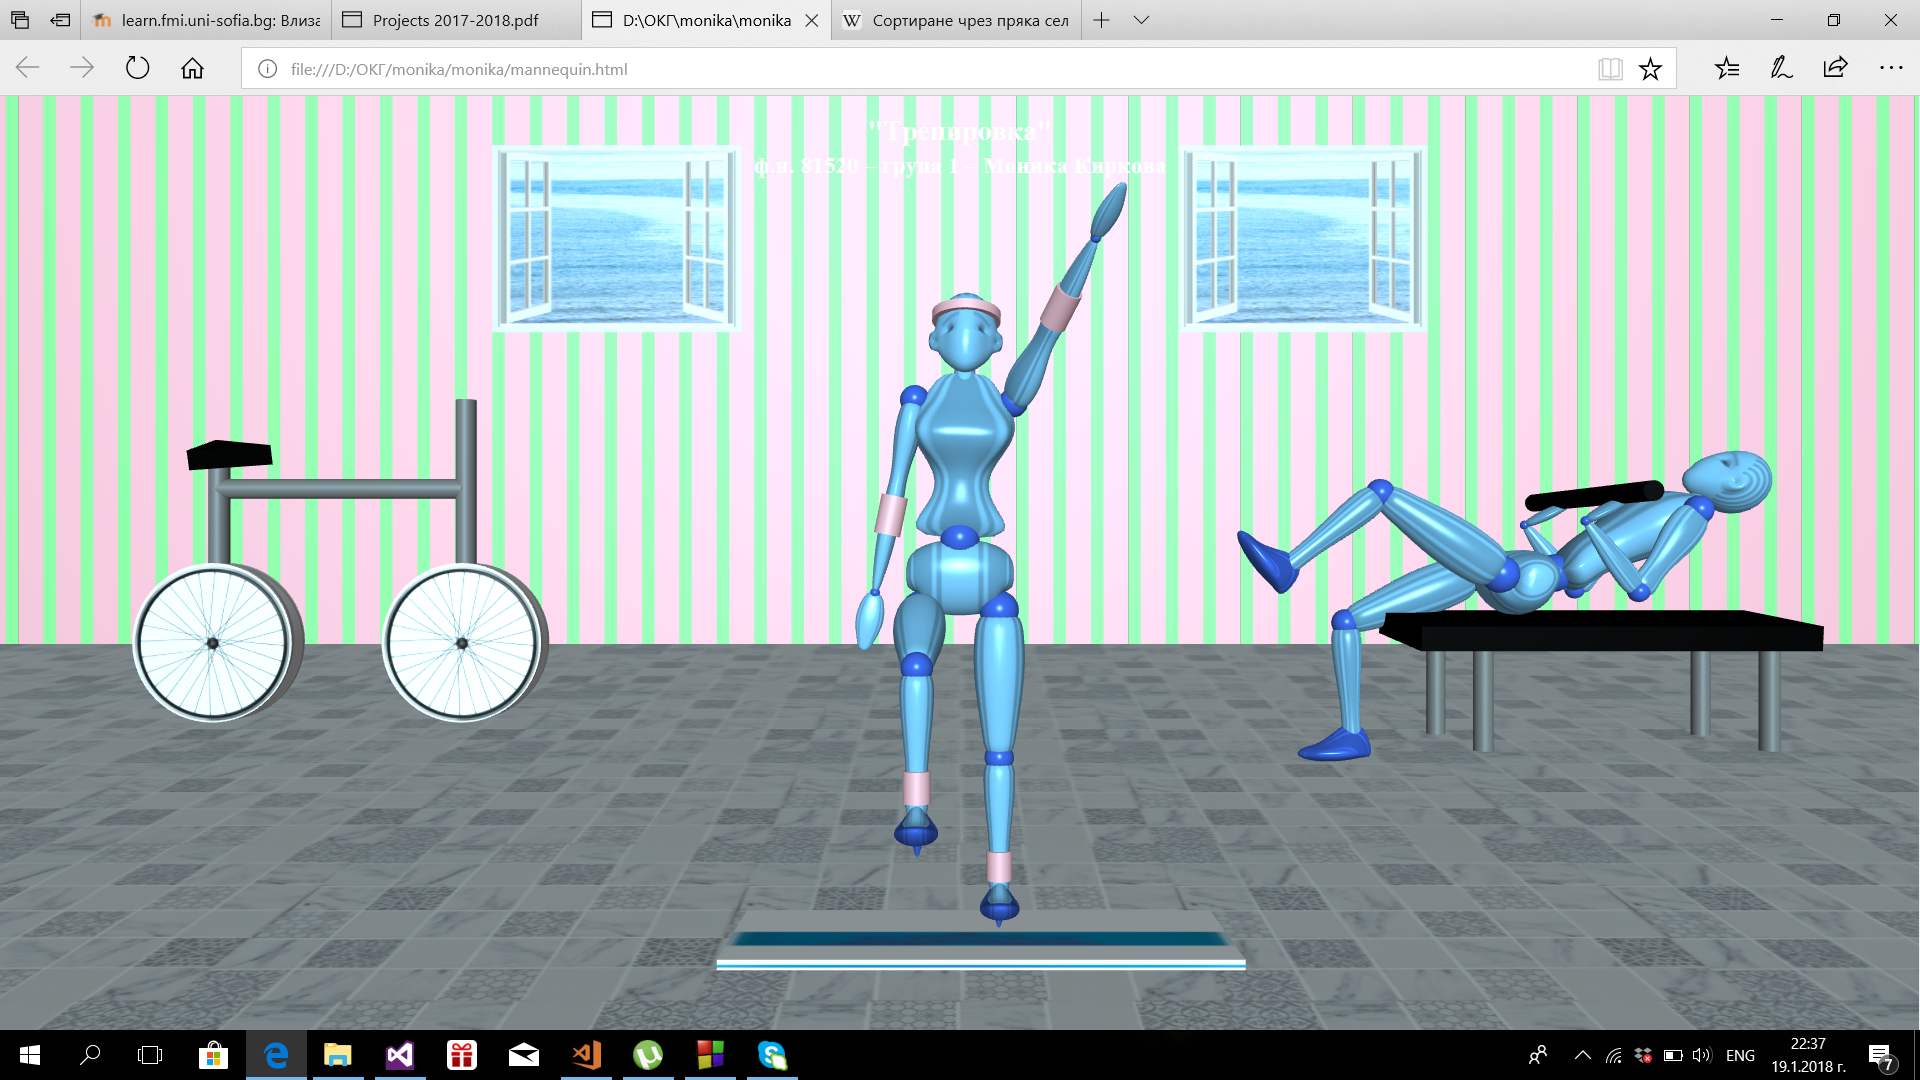 learn.fmi.uni-sofia.bg: Влиза
Projects 2017-2018.pdf
D:\ОКГ\monika\monika
W Сортиране чрез пряка сел
file:///D:/ОКГ/monika/monika/mannequin.html
"Тренировка"
ф.н. 81520 – група 1 – Моника Киркова
ENG
22:37
19.1.2018 г.
7